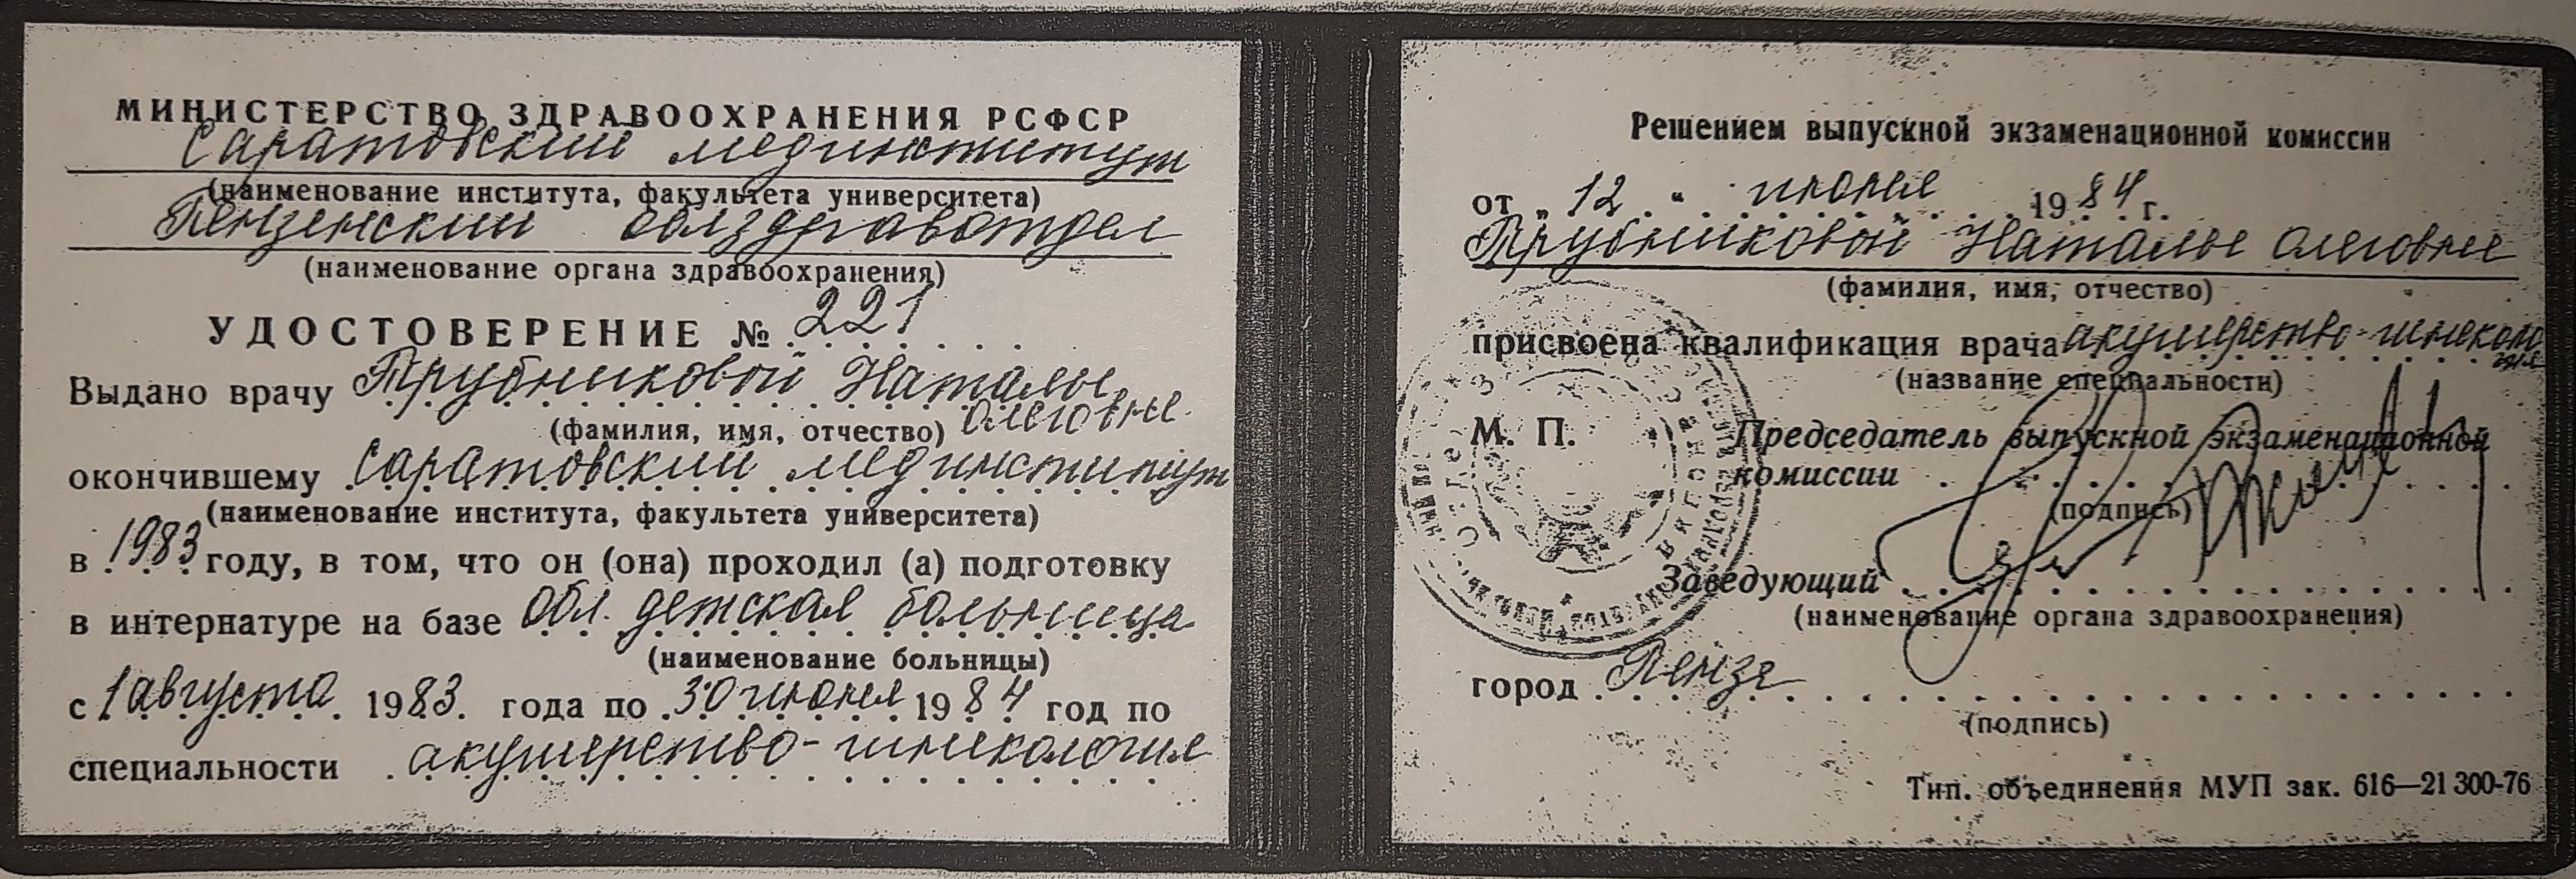 МИНИСТЕРСТВО ЗДРАВООХРАНЕНИЯ РСФСР
Саратовский мединститут
(наименование института, факультета университета)
Пензенский облздравотдел
(наименование органа здравоохранения)
УДОСТОВЕРЕНИЕ № 221
Выдано врачу Трубниковой Наталье
Олеговне
(фамилия, имя, отчество)
окончившему Саратовский мединститут
(наименование института, факультета университета)
в 1983 году, в том, что он (она) проходил (а) подготовку
в интернатуре на базе Обл. детская больница
(наименование больницы)
с 1 августа 1983 года по 30 июня 1984 год по
специальности акушерство-гинекология
Решением выпускной экзаменационной комиссии
от „12" июня 1984 г.
Трубниковой Наталье Олеговне
(фамилия, имя, отчество)
присвоена квалификация врача акушерство-гинеколо
гия
(название специальности)
М. П.
Председатель выпускной экзаменационной
комиссии
(подпись)
Заведующий
(наименование органа здравоохранения)
город Пенза
(подпись)
Тип. объединения МУП зак. 616—21 300-76